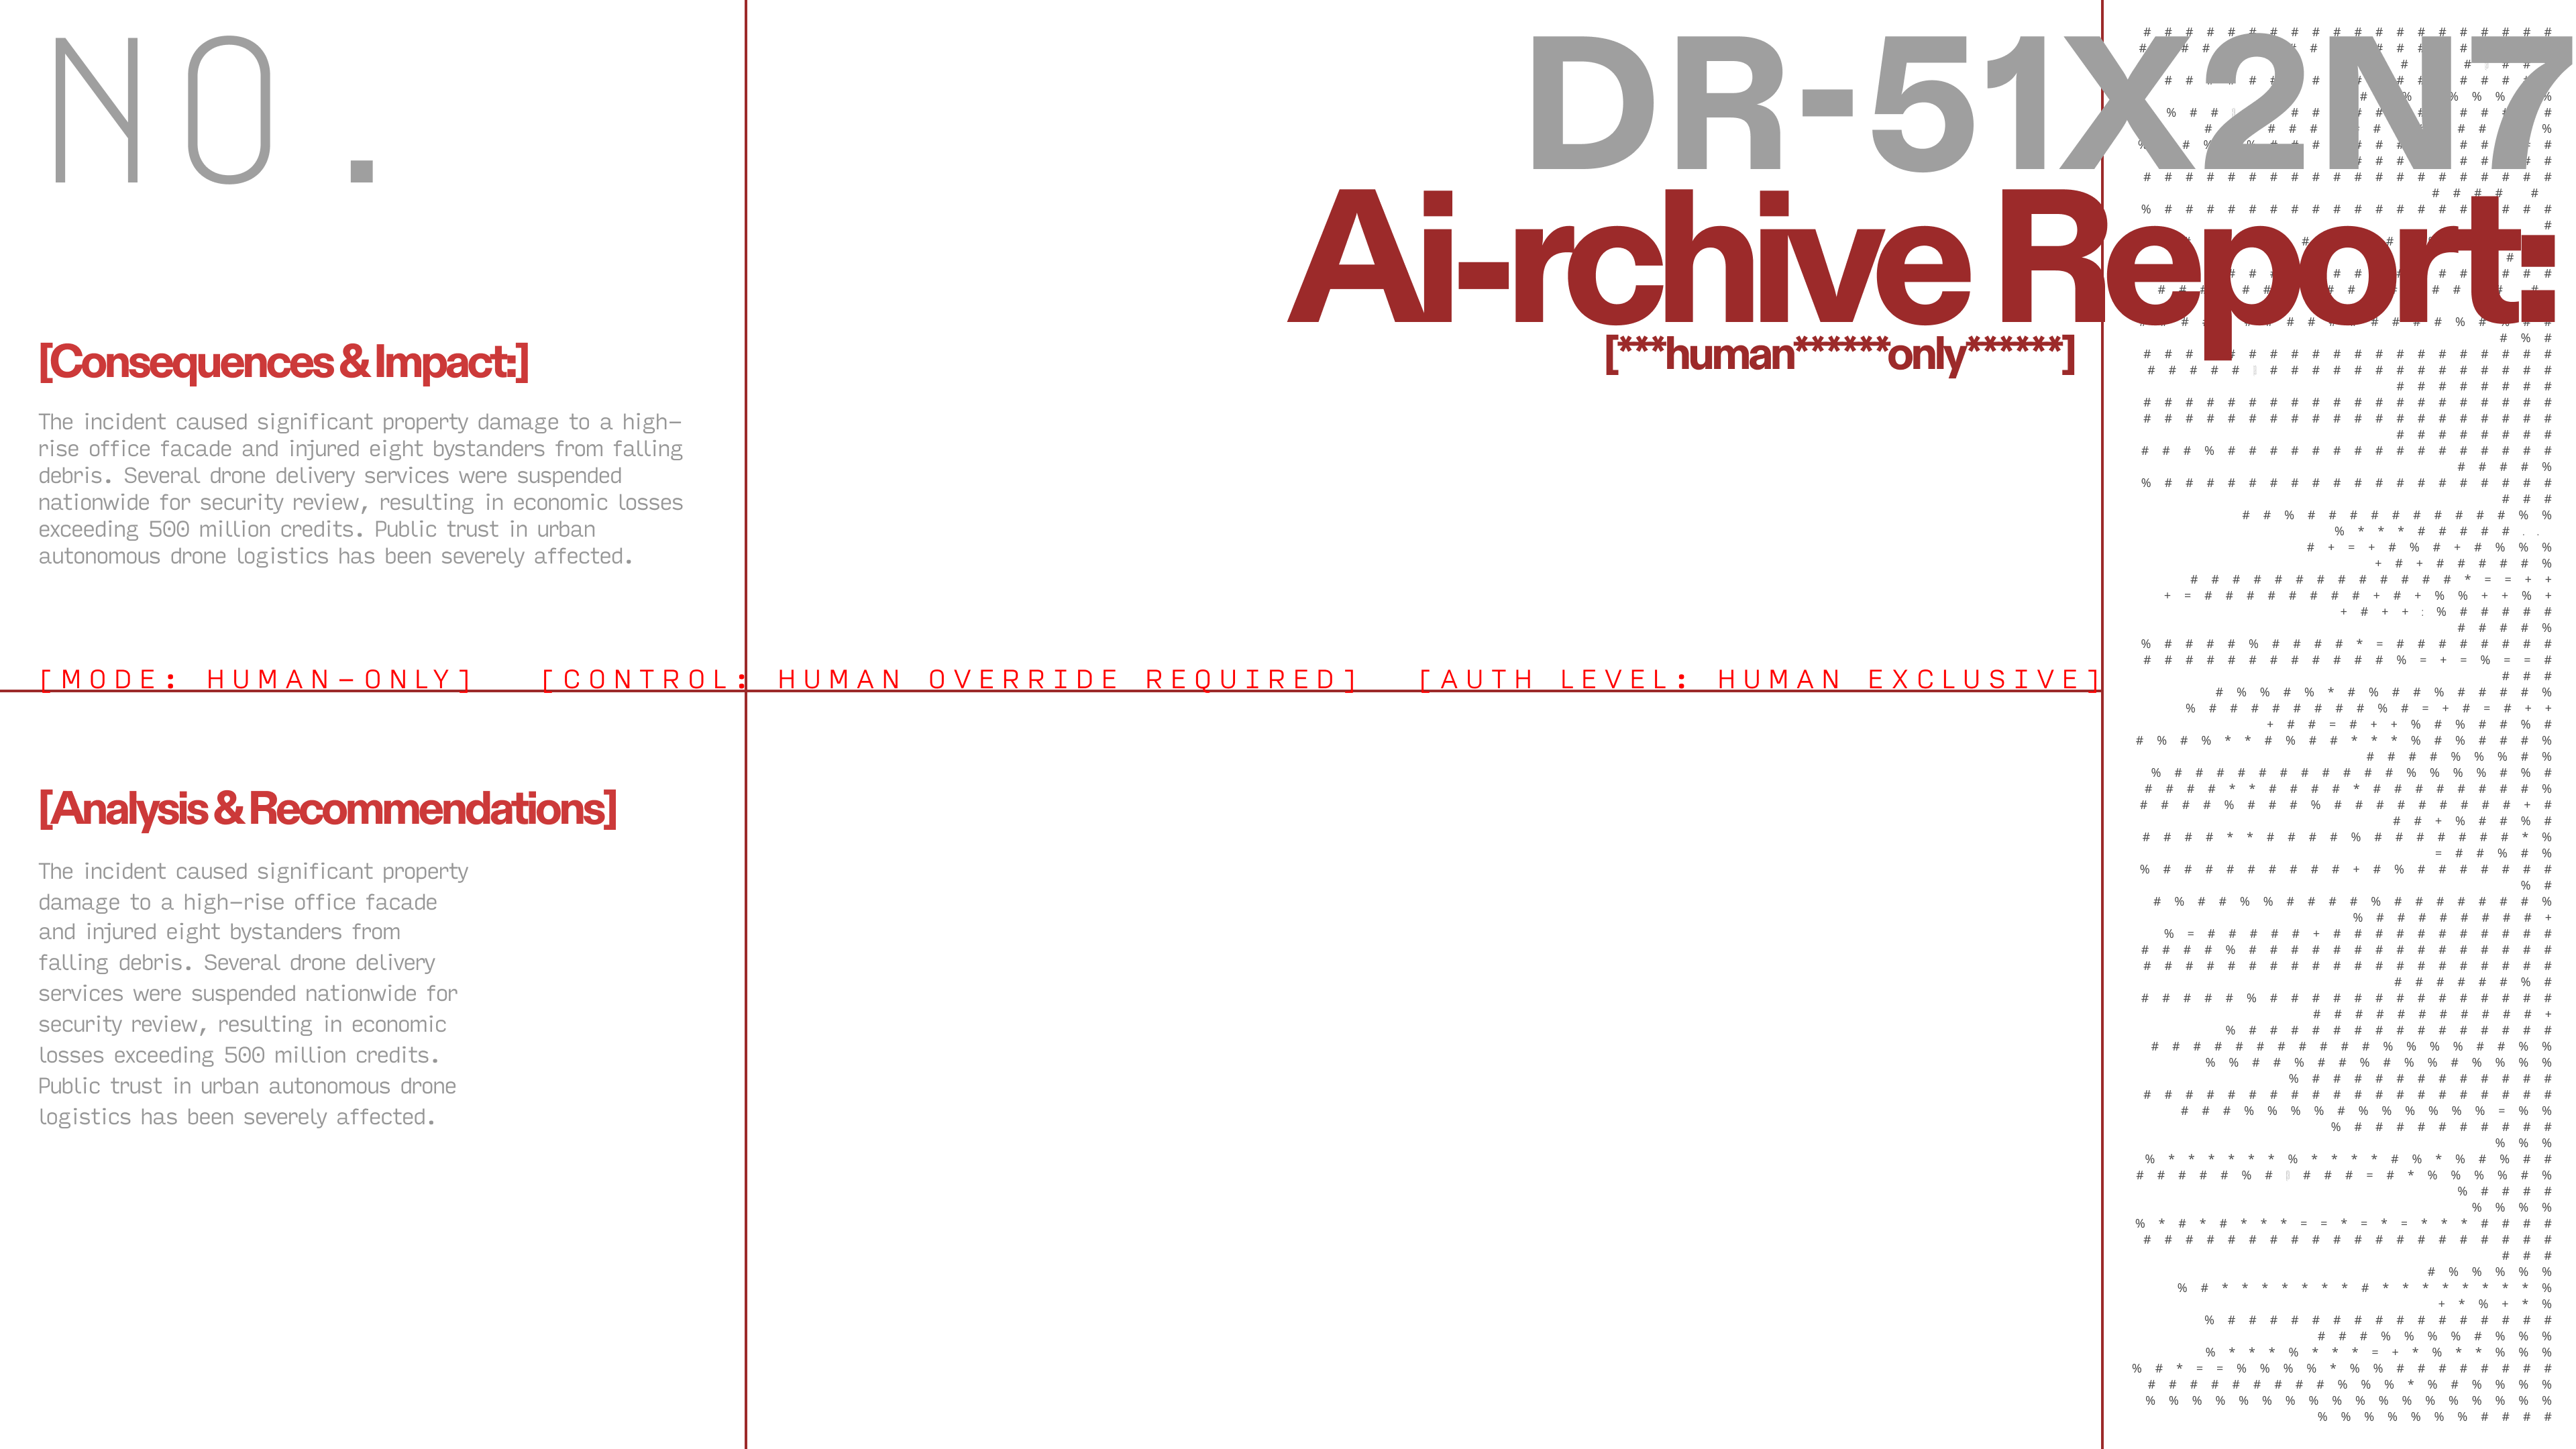 NO.
DR-51X2N7
Ai-rchive Report:
[***human******only******]
[Consequences & Impact:]
The incident caused significant property damage to a high-
rise office facade and injured eight bystanders from falling
debris. Several drone delivery services were suspended
nationwide for security review, resulting in economic losses
exceeding 500 million credits. Public trust in urban
autonomous drone logistics has been severely affected.
[MODE: HUMAN-ONLY] [CONTROL: HUMAN OVERRIDE REQUIRED] [AUTH LEVEL: HUMAN EXCLUSIVE]
[Analysis & Recommendations]
The incident caused significant property
damage to a high-rise office facade
and injured eight bystanders from
falling debris. Several drone delivery
services were suspended nationwide for
security review, resulting in economic
losses exceeding 500 million credits.
Public trust in urban autonomous drone
logistics has been severely affected.